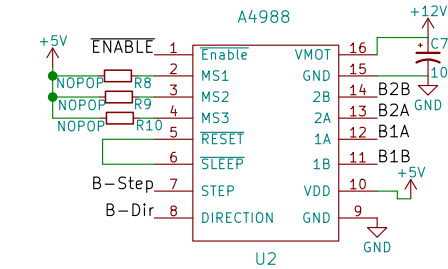 A4988
+12V
+5V
ENABLE
1 Enable VMOT 16
C7
10
NOPOP R8 2 MS1 GND 15
GND
NOPOP R9 3 MS2 2B 14 B2B
NOPOP R10 4 MS3 2A 13 B2A
5 RESET 1A 12 B1A
6 SLEEP 1B 11 B1B
+5V
B-Step 7 STEP VDD 10
B-Dir 8 DIRECTION GND 9
GND
U2